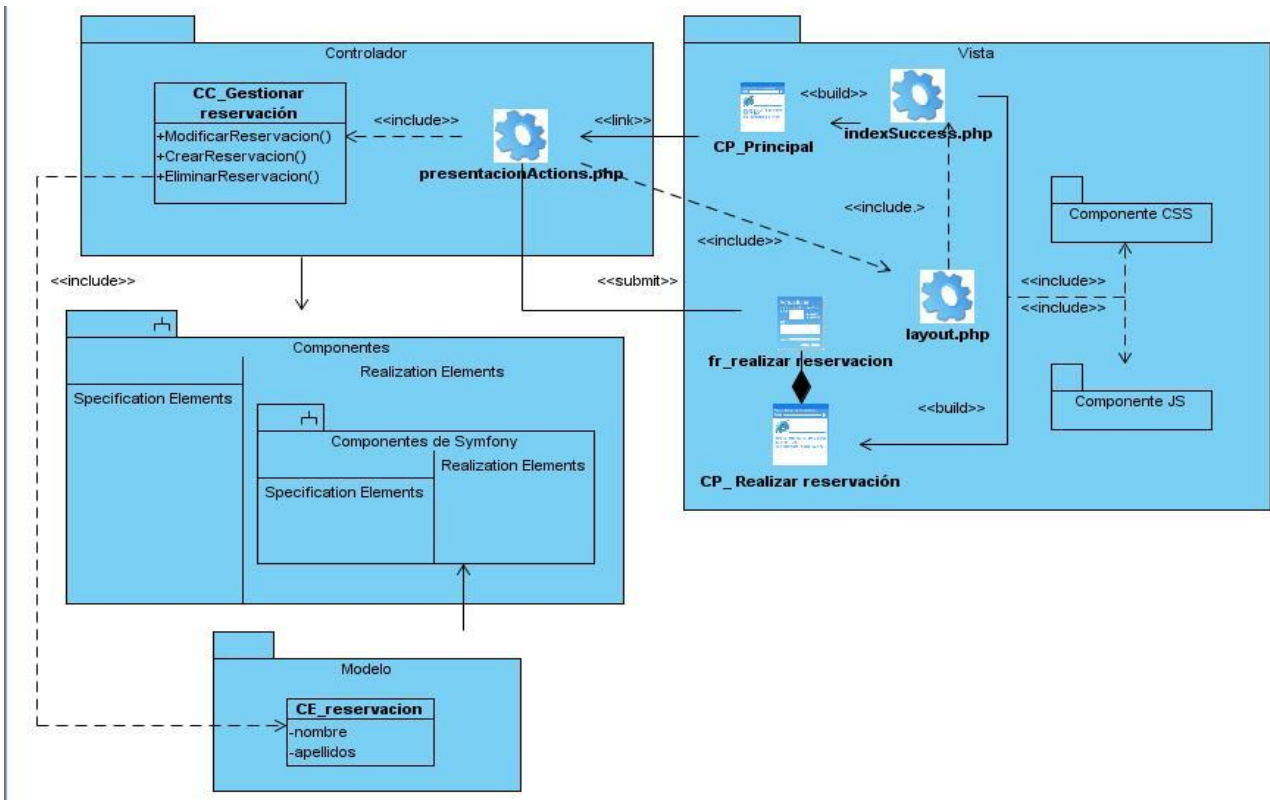 Controlador
CC_Gestionar
reservación
+ModificarReservacion()
+CrearReservacion()
+EliminarReservacion()
<<include>>
presentacionActions.php
<<link>>
Vista
CP_Principal
<<build>>
indexSuccess.php
<<include.>
Componente CSS
<<include>>
<<include>>
<<submit>>
<<include>>
<<include>>
<<include>>
layout.php
fr_realizar reservacion
Componente JS
<<build>>
CP_ Realizar reservación
Componentes
Realization Elements
Specification Elements
Componentes de Symfony
Realization Elements
Specification Elements
Modelo
CE_reservacion
-nombre
-apellidos